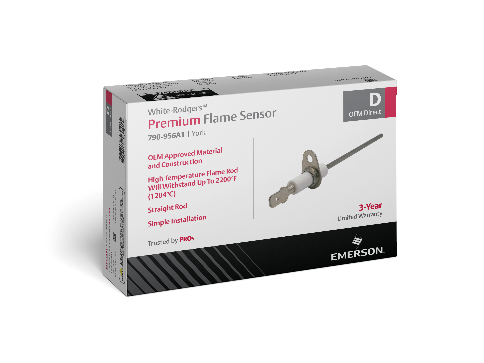 White-Rodgers™
Premium Flame Sensor
790-956A1 | York
D
OEM Direct
OEM Approved Material
and Construction
High Temperature Flame Rod
Will Withstand Up To 2200°F
(1204°C)
Straight Rod
Simple Installation
Trusted by PROs
3-Year
Limited Warranty
EMERSON
D